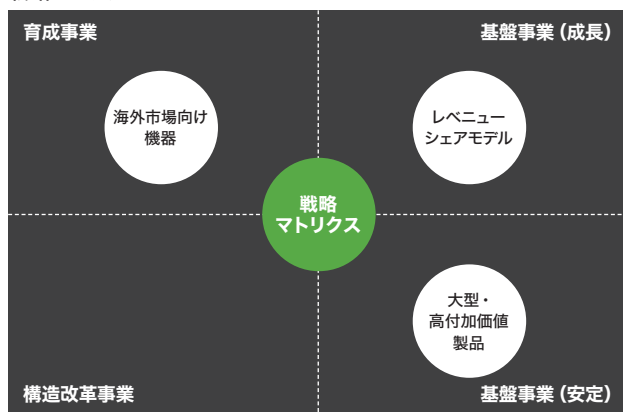 育成事業
基盤事業（成長）
海外市場向け
機器
レベニュー
シェアモデル
戦略
マトリクス
大型・
高付加価値
製品
構造改革事業
基盤事業（安定）